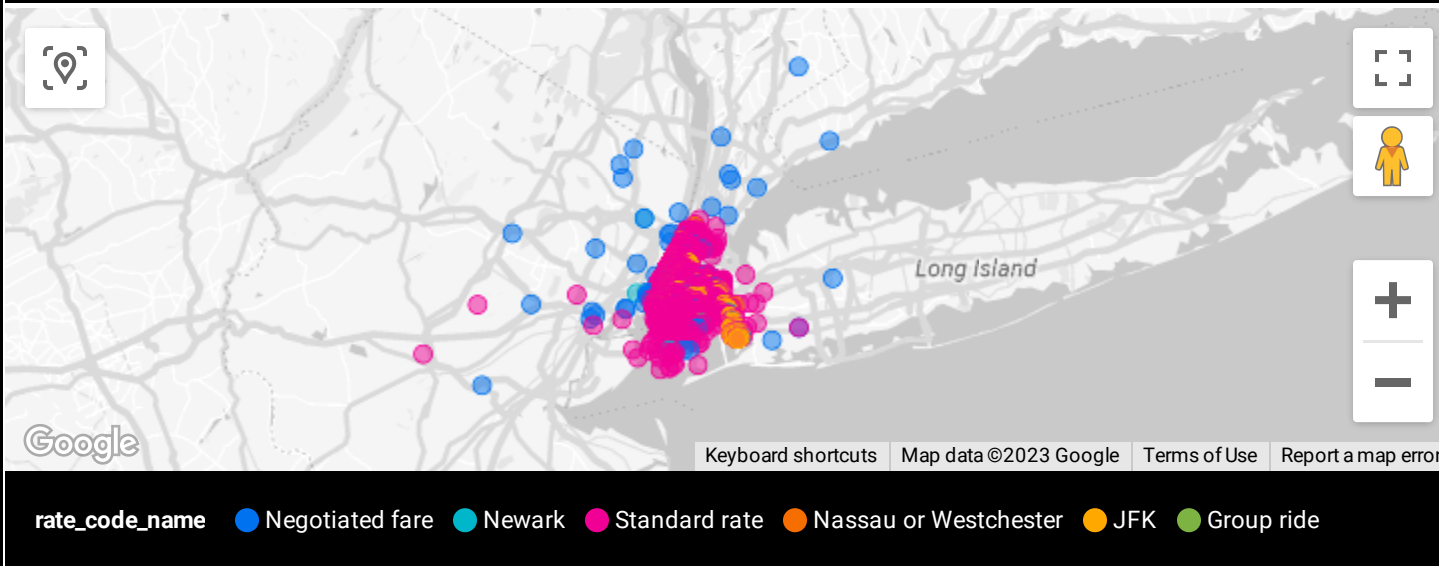 Long Island
Google
Keyboard shortcuts Map data ©2023 Google Terms of Use Report a map error
rate_code_name Negotiated fare Newark Standard rate Nassau or Westchester JFK Group ride